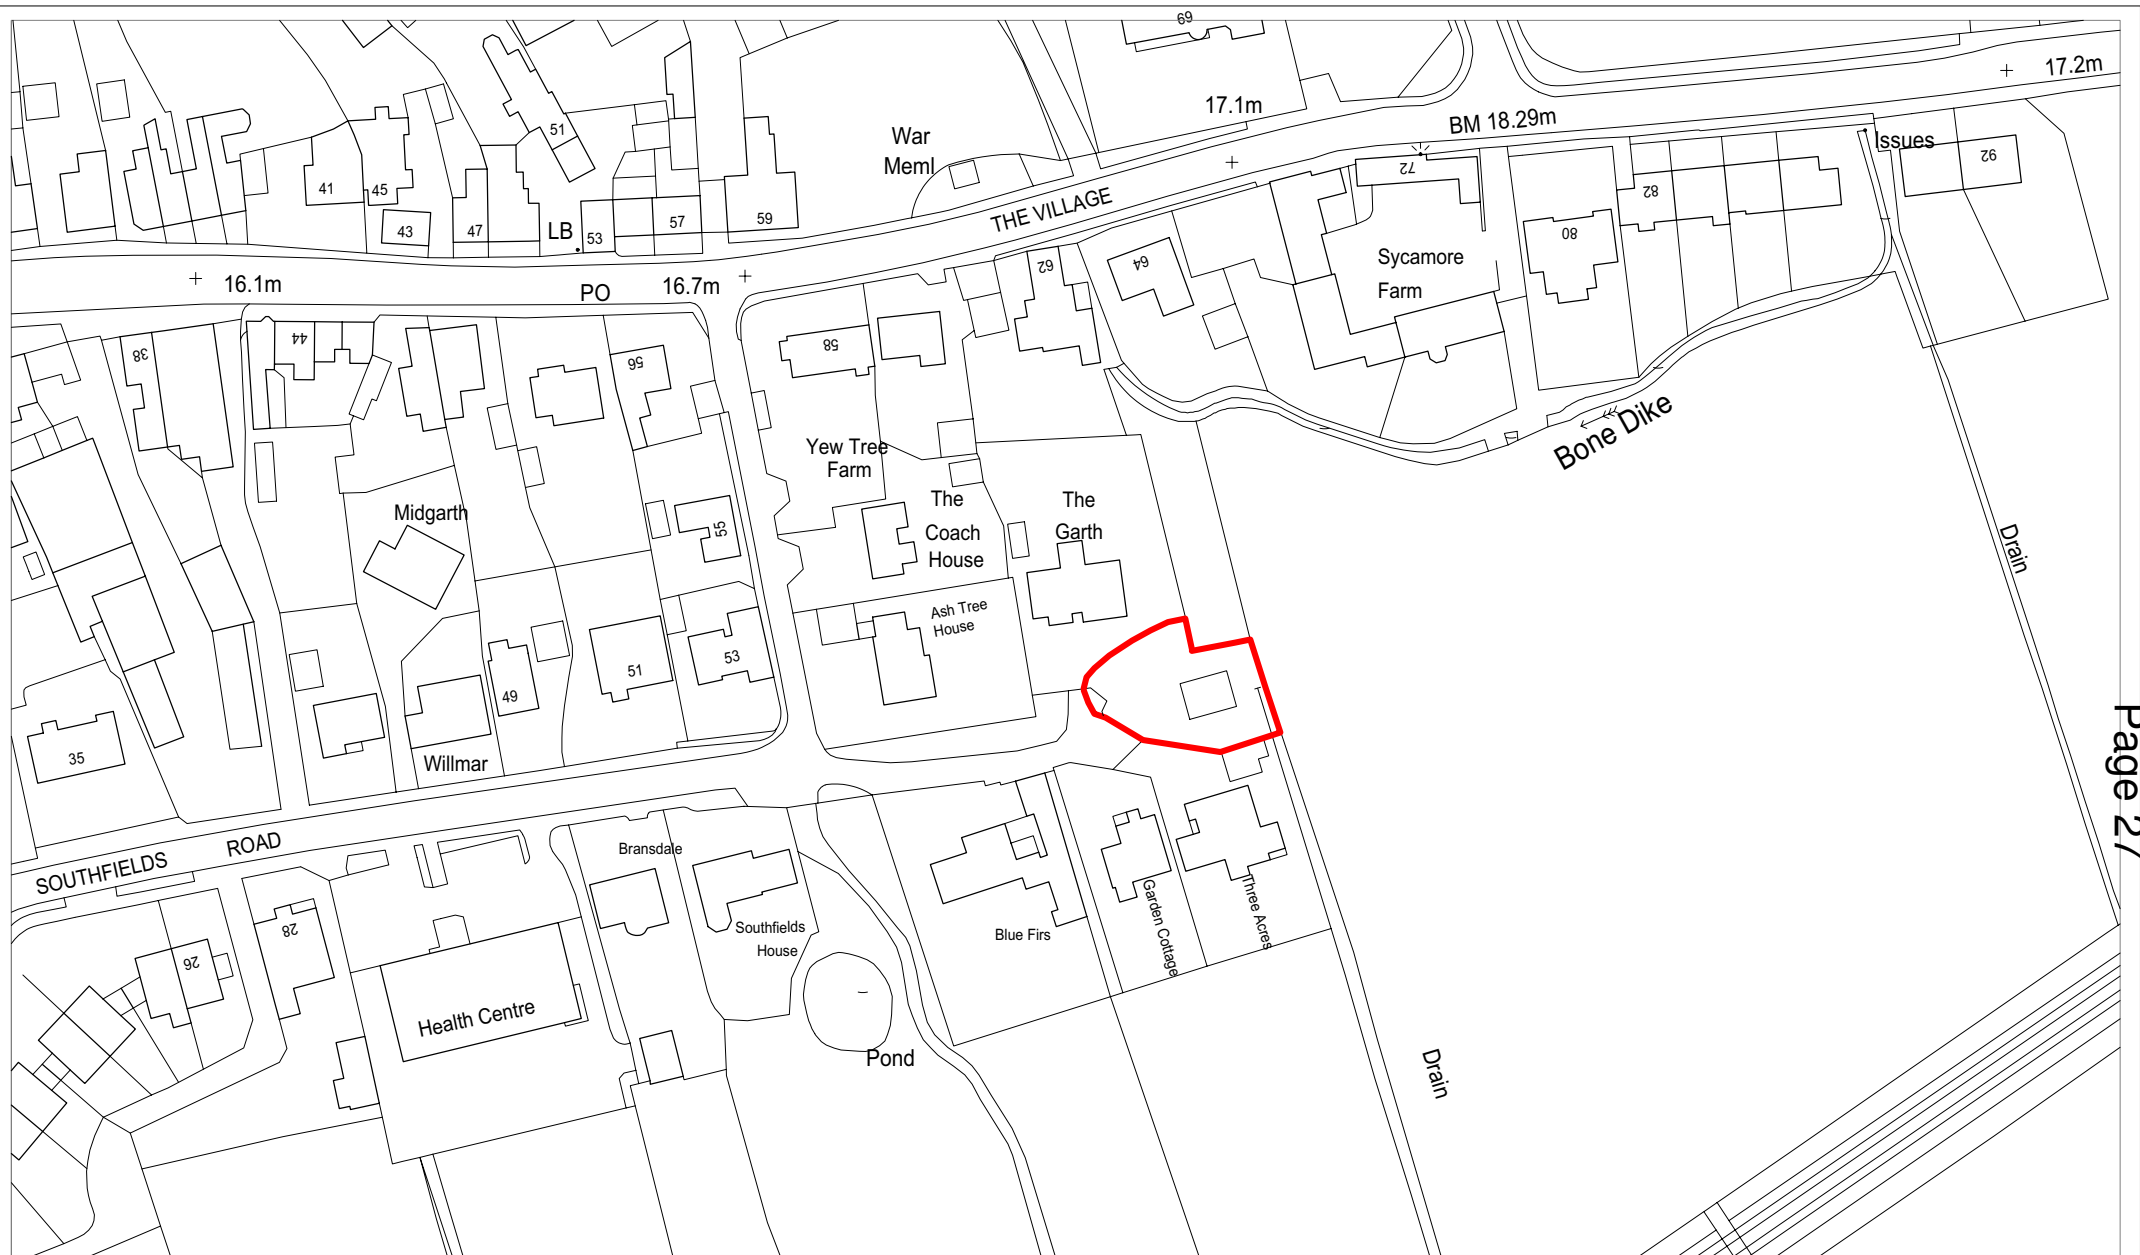 69
17.2m
17.1m
BM 18.29m
51
War
Meml
Issues
92
72
41
45
82
43
47
LB
53
57
59
THE VILLAGE
80
62
64
Sycamore
Farm
16.1m
PO
16.7m
38
44
56
58
Bone Dike
Yew Tree
Farm
Midgarth
The
Coach
House
The
Garth
55
Drain
Ash Tree
House
49
51
53
35
Willmar
Page 27
SOUTHFIELDS ROAD
Bransdale
Southfields
House
Blue Firs
Garden Cottage
Three Acres
28
26
Health Centre
Pond
Drain